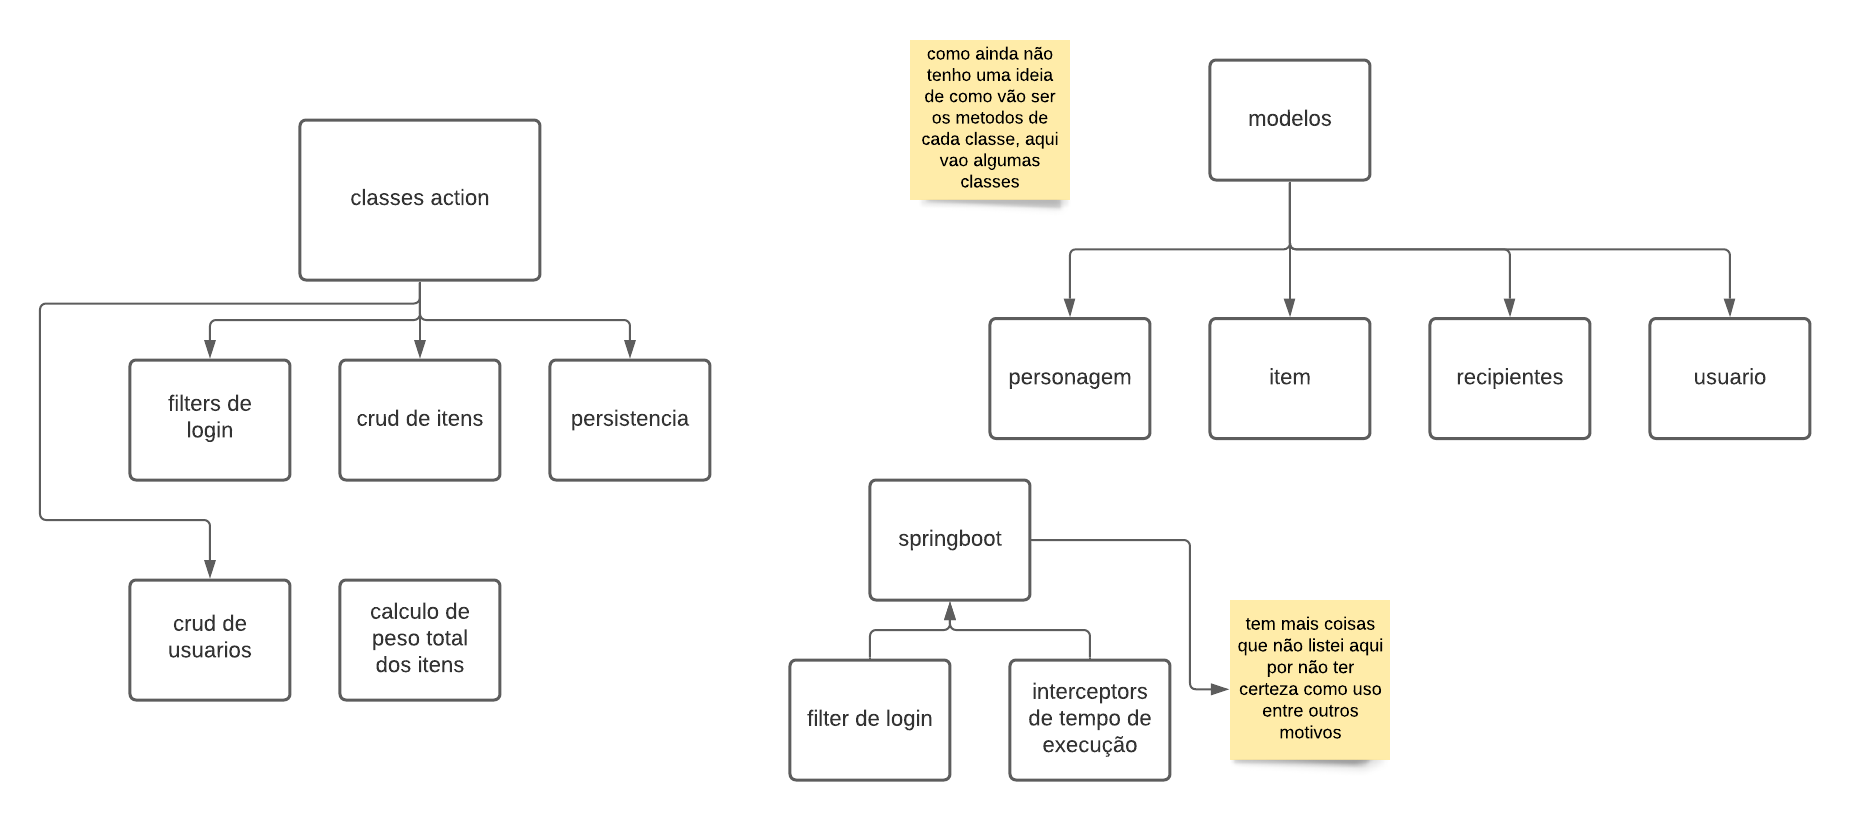 classes action
filters de
login
crud de itens
persistencia
crud de
usuarios
calculo de
peso total
dos itens
como ainda não
tenho uma ideia
de como vão ser
os metodos de
cada classe, aqui
vao algumas
classes
modelos
personagem
item
recipientes
usuario
springboot
filter de login
interceptors
de tempo de
execução
tem mais coisas
que não listei aqui
por não ter
certeza como uso
entre outros
motivos